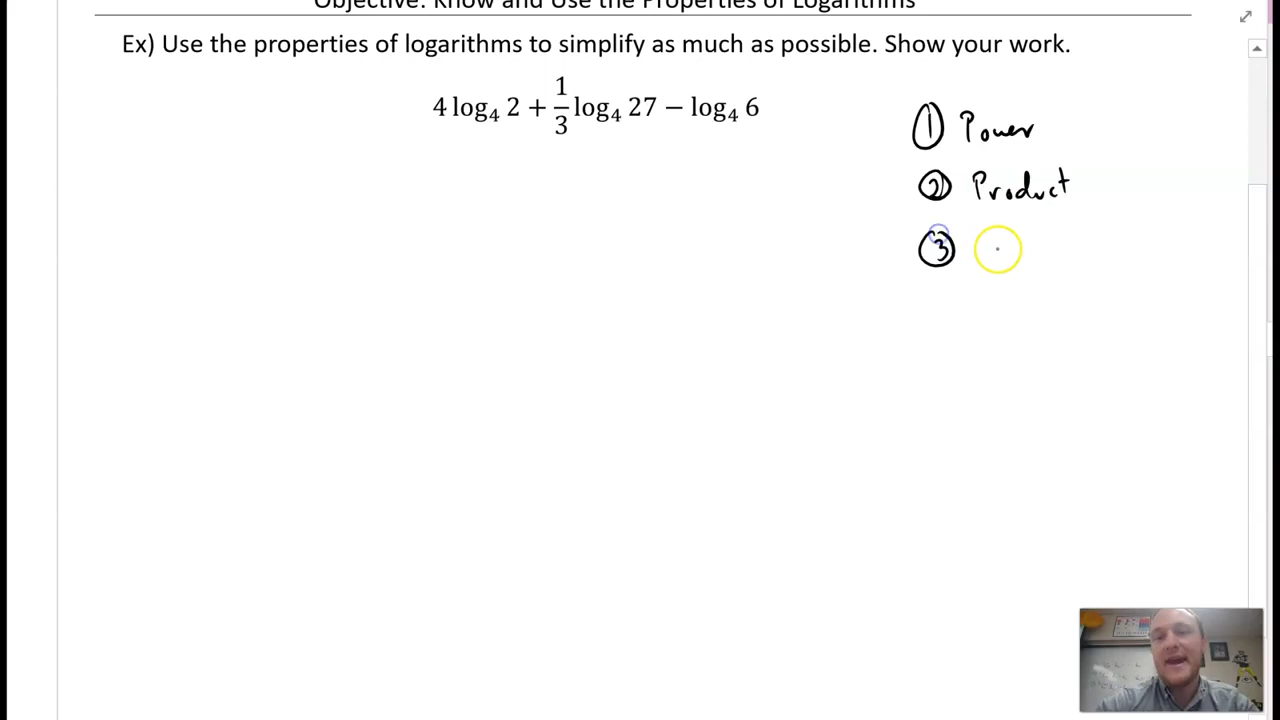 Objective: Know and Use the Properties of Logarithms
Ex) Use the properties of logarithms to simplify as much as possible. Show your work.
4 log₄ 2 + 1/3 log₄ 27 − log₄ 6
① Power
② Product
③